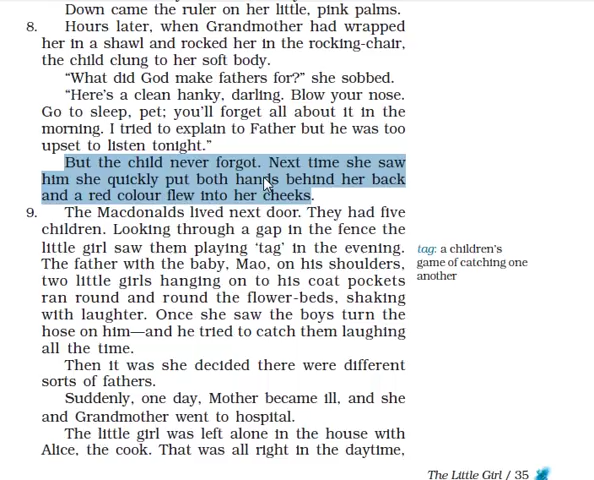 Down came the ruler on her little, pink palms.
8. Hours later, when Grandmother had wrapped
her in a shawl and rocked her in the rocking-chair,
the child clung to her soft body.
“What did God make fathers for?” she sobbed.
“Here’s a clean hanky, darling. Blow your nose.
Go to sleep, pet; you’ll forget all about it in the
morning. I tried to explain to Father but he was too
upset to listen tonight.”
But the child never forgot. Next time she saw
him she quickly put both hands behind her back
and a red colour flew into her cheeks.
9. The Macdonalds lived next door. They had five
children. Looking through a gap in the fence the
little girl saw them playing ‘tag’ in the evening.
The father with the baby, Mao, on his shoulders,
two little girls hanging on to his coat pockets
ran round and round the flower-beds, shaking
with laughter. Once she saw the boys turn the
hose on him—and he tried to catch them laughing
all the time.
tag: a children’s
game of catching one
another
Then it was she decided there were different
sorts of fathers.
Suddenly, one day, Mother became ill, and she
and Grandmother went to hospital.
The little girl was left alone in the house with
Alice, the cook. That was all right in the daytime,
The Little Girl / 35